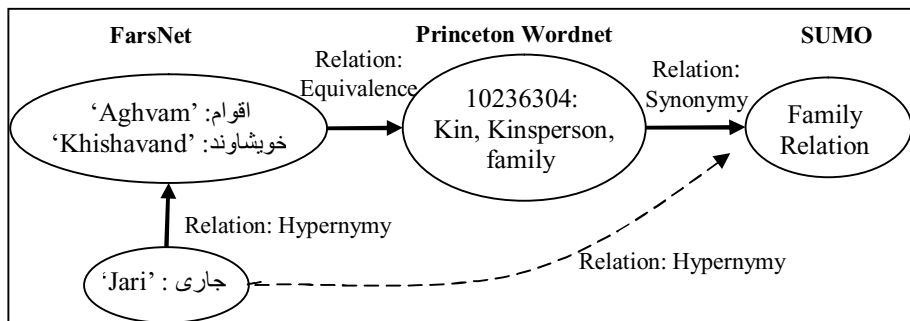 FarsNet
Princeton Wordnet
SUMO
Relation:
Equivalence
Relation:
Synonymy
‘Aghvam’ :اقوام
‘Khishavand’ :خویشاوند
10236304:
Kin, Kinsperson,
family
Family
Relation
Relation: Hypernymy
‘Jari’ : جاری
Relation: Hypernymy